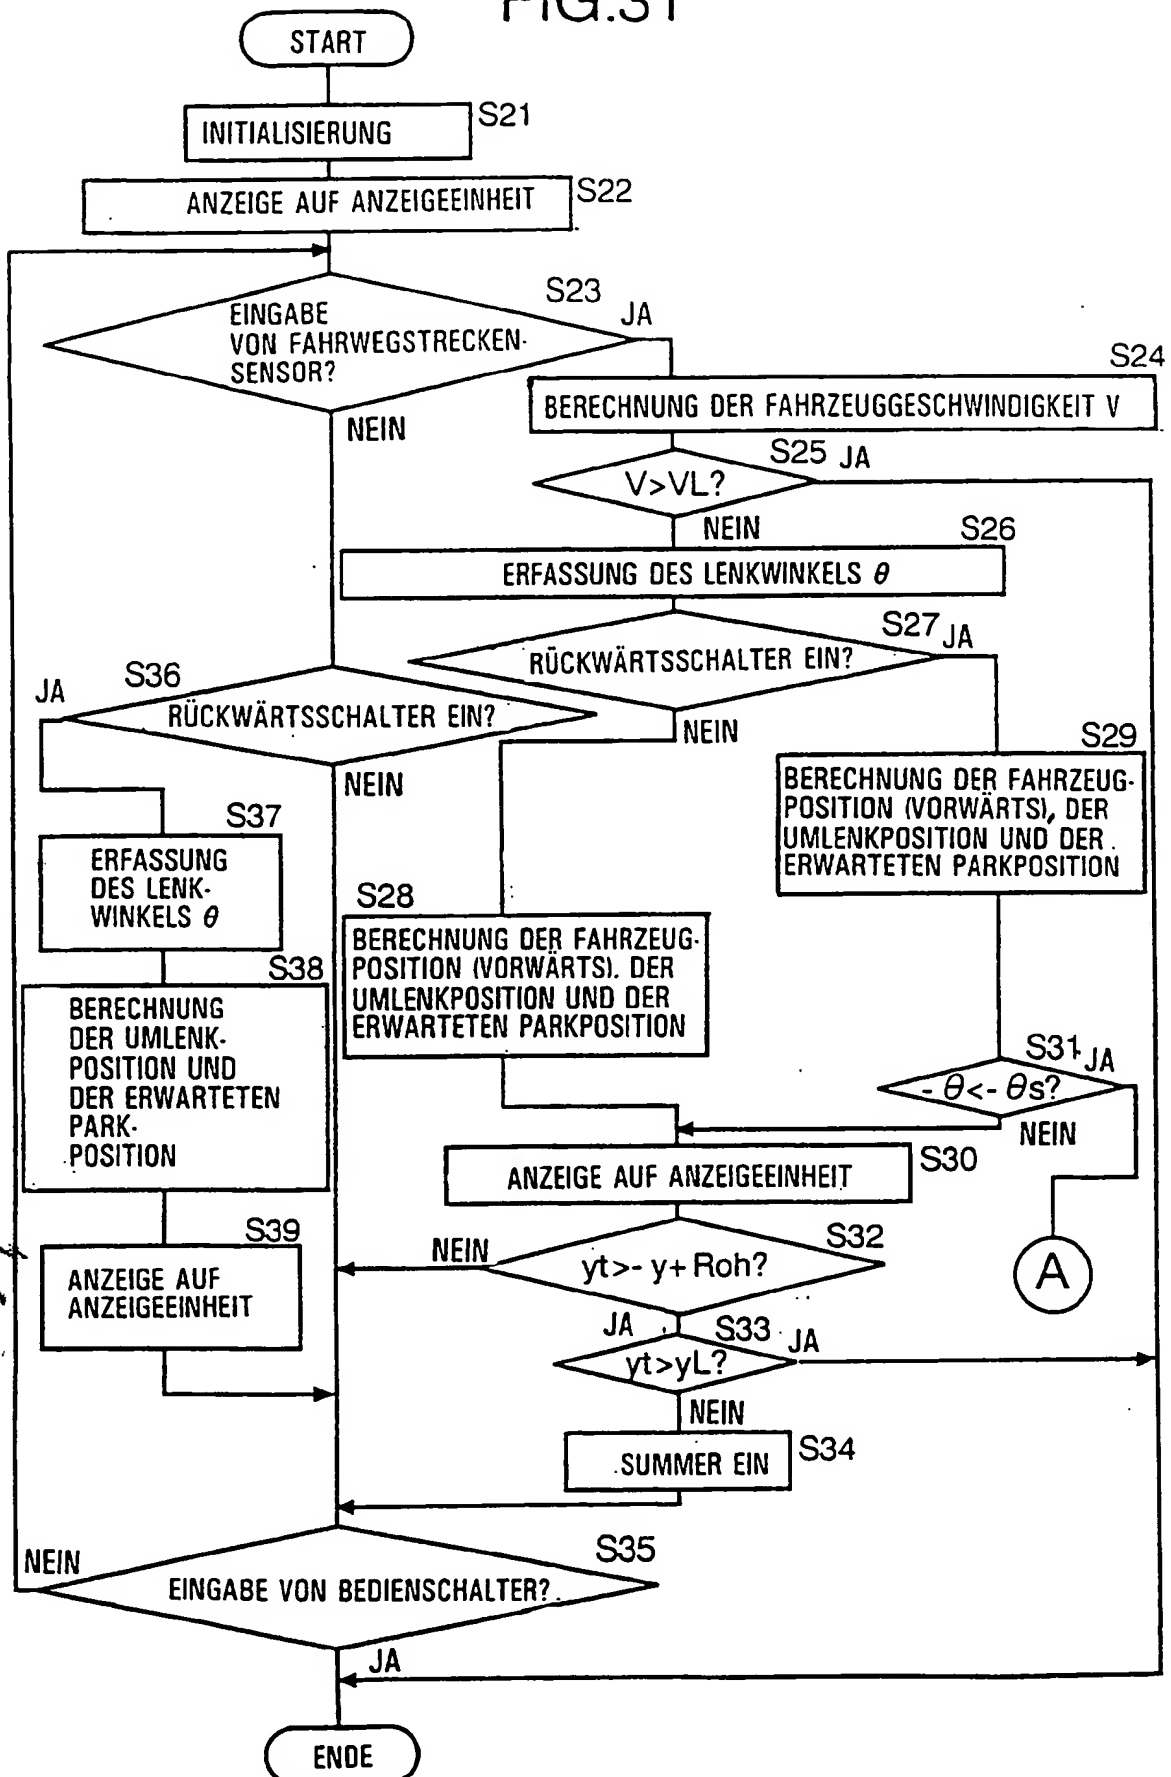 FIG.31
START
INITIALISIERUNG
S21
ANZEIGE AUF ANZEIGEEINHEIT
S22
EINGABE
VON FAHRWEGSTRECKEN-
SENSOR?
S23
JA
NEIN
S24
BERECHNUNG DER FAHRZEUGGESCHWINDIGKEIT V
S25
JA
V>VL?
NEIN
S26
ERFASSUNG DES LENKWINKELS θ
S27
JA
RÜCKWÄRTSSCHALTER EIN?
NEIN
S36
JA
RÜCKWÄRTSSCHALTER EIN?
NEIN
S29
BERECHNUNG DER FAHRZEUG-
POSITION (VORWÄRTS), DER
UMLENKPOSITION UND DER
ERWARTETEN PARKPOSITION
S37
ERFASSUNG
DES LENK-
WINKELS θ
S28
BERECHNUNG DER FAHRZEUG-
POSITION (VORWÄRTS). DER
UMLENKPOSITION UND DER
ERWARTETEN PARKPOSITION
S38
BERECHNUNG
DER UMLENK-
POSITION UND
DER ERWARTETEN
PARK-
POSITION
S31
JA
- θ<- θs?
NEIN
S30
ANZEIGE AUF ANZEIGEEINHEIT
S39
ANZEIGE AUF
ANZEIGEEINHEIT
S32
NEIN
yt>- y+ Roh?
JA
A
S33
JA
yt>yL?
NEIN
S34
SUMMER EIN
S35
NEIN
EINGABE VON BEDIENSCHALTER?
JA
ENDE